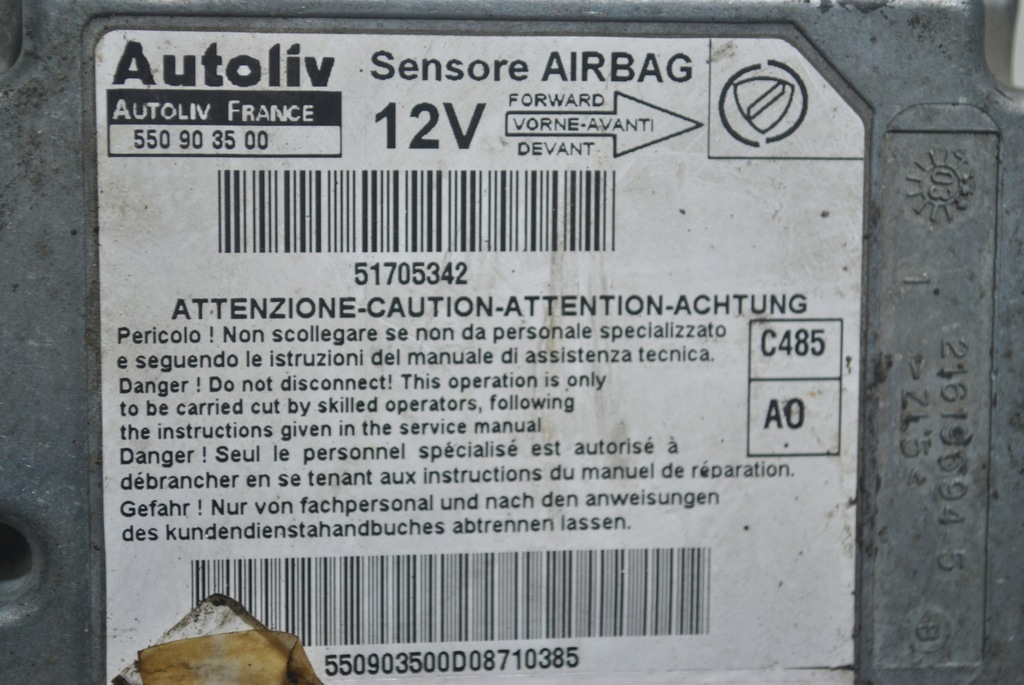 Autoliv
AUTOLIV FRANCE
550 90 35 00
Sensore AIRBAG
12V
FORWARD
VORNE-AVANTI
DEVANT
51705342
ATTENZIONE-CAUTION-ATTENTION-ACHTUNG
Pericolo ! Non scollegare se non da personale specializzato
e seguendo le istruzioni del manuale di assistenza tecnica.
Danger ! Do not disconnect! This operation is only
to be carried cut by skilled operators, following
the instructions given in the service manual
Danger ! Seul le personnel spécialisé est autorisé à
débrancher en se tenant aux instructions du manuel de réparation.
Gefahr ! Nur von fachpersonal und nach den anweisungen
des kundendienstahandbuches abtrennen lassen.
C485
A0
550903500D08710385
03
1